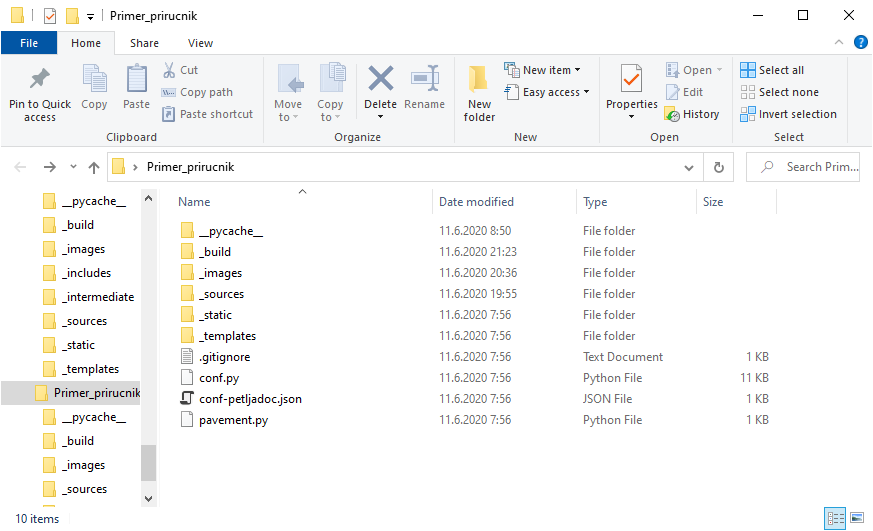 Primer_prirucnik
File Home Share View
Pin to Quick access
Copy
Paste
Cut
Copy path
Paste shortcut
Clipboard
Move to
Copy to
Delete
Rename
Organize
New folder
New item
Easy access
New
Properties
Open
Edit
History
Open
Select all
Select none
Invert selection
Select
Primer_prirucnik
Search Prim...
__pycache__
_build
_images
_includes
_intermediate
_sources
_static
_templates
Primer_prirucnik
__pycache__
_build
_images
_sources
Name Date modified Type Size
__pycache__ 11.6.2020 8:50 File folder
_build 11.6.2020 21:23 File folder
_images 11.6.2020 20:36 File folder
_sources 11.6.2020 19:55 File folder
_static 11.6.2020 7:56 File folder
_templates 11.6.2020 7:56 File folder
.gitignore 11.6.2020 7:56 Text Document 1 KB
conf.py 11.6.2020 7:56 Python File 11 KB
conf-petljadoc.json 11.6.2020 7:56 JSON File 1 KB
pavement.py 11.6.2020 7:56 Python File 1 KB
10 items